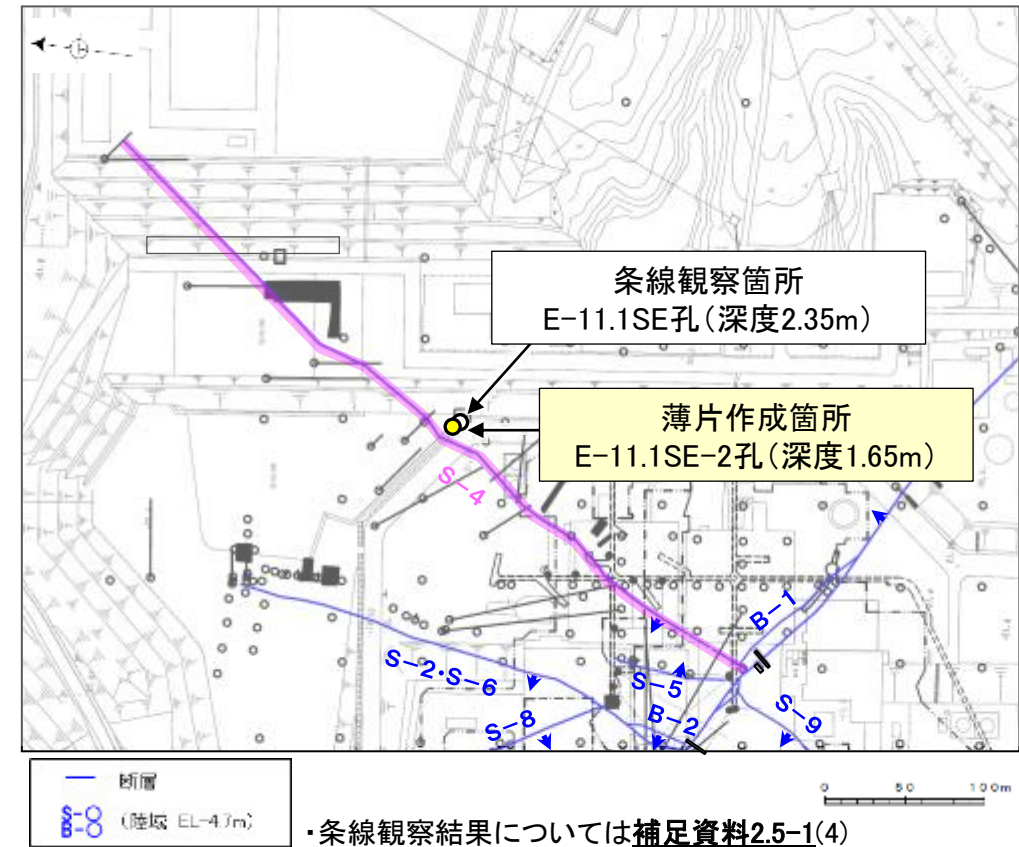 条線観察箇所
E-11.1SE孔(深度2.35m)
薄片作成箇所
E-11.1SE-2孔(深度1.65m)
S-4
B-1
S-2・S-6
S-5
S-8
B-2
S-9
断層
S-○
B-○
(陸域 EL-4.7m)
0 50 100m
・条線観察結果については補足資料2.5-1(4)